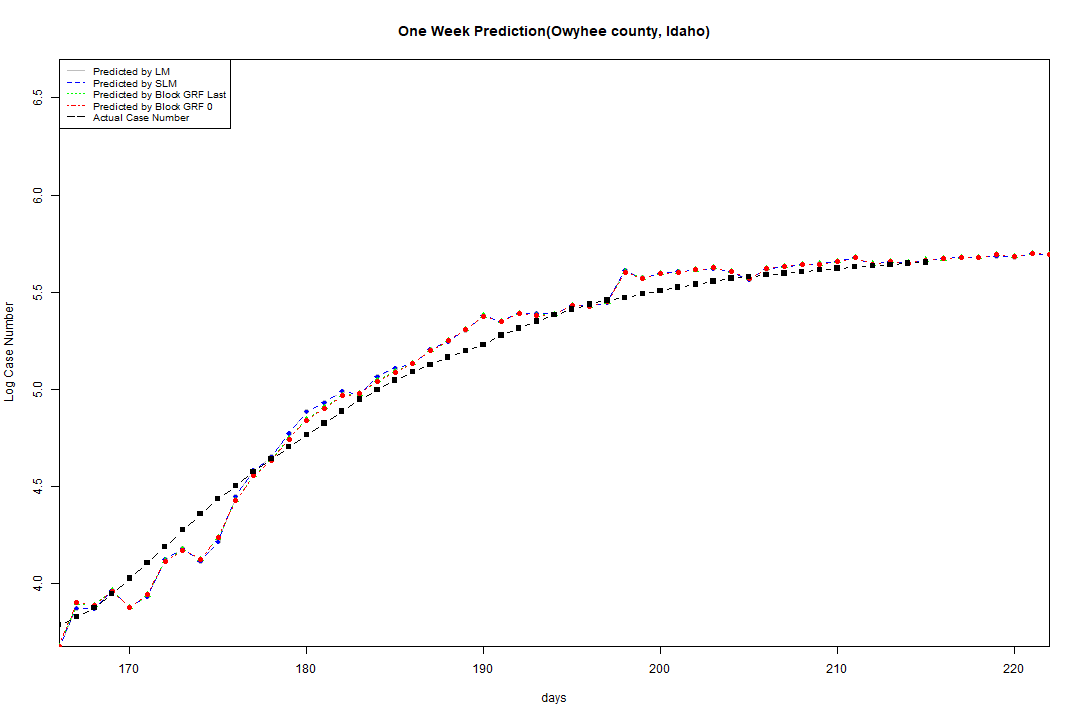 One Week Prediction(Owyhee county, Idaho)
Predicted by LM
Predicted by SLM
Predicted by Block GRF Last
Predicted by Block GRF 0
Actual Case Number
6.5
6.0
5.5
5.0
4.5
4.0
Log Case Number
170 180 190 200 210 220
days